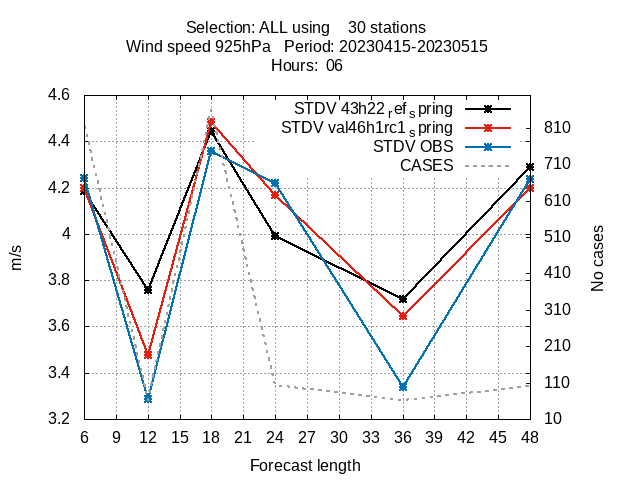 Selection: ALL using 30 stations
Wind speed 925hPa Period: 20230415-20230515
Hours: 06
STDV 43h22refspring
STDV val46h1rc1spring
STDV OBS
CASES
4.6
4.4
4.2
4
3.8
3.6
3.4
3.2
m/s
810
710
610
510
410
310
210
110
10
No cases
6 9 12 15 18 21 24 27 30 33 36 39 42 45 48
Forecast length